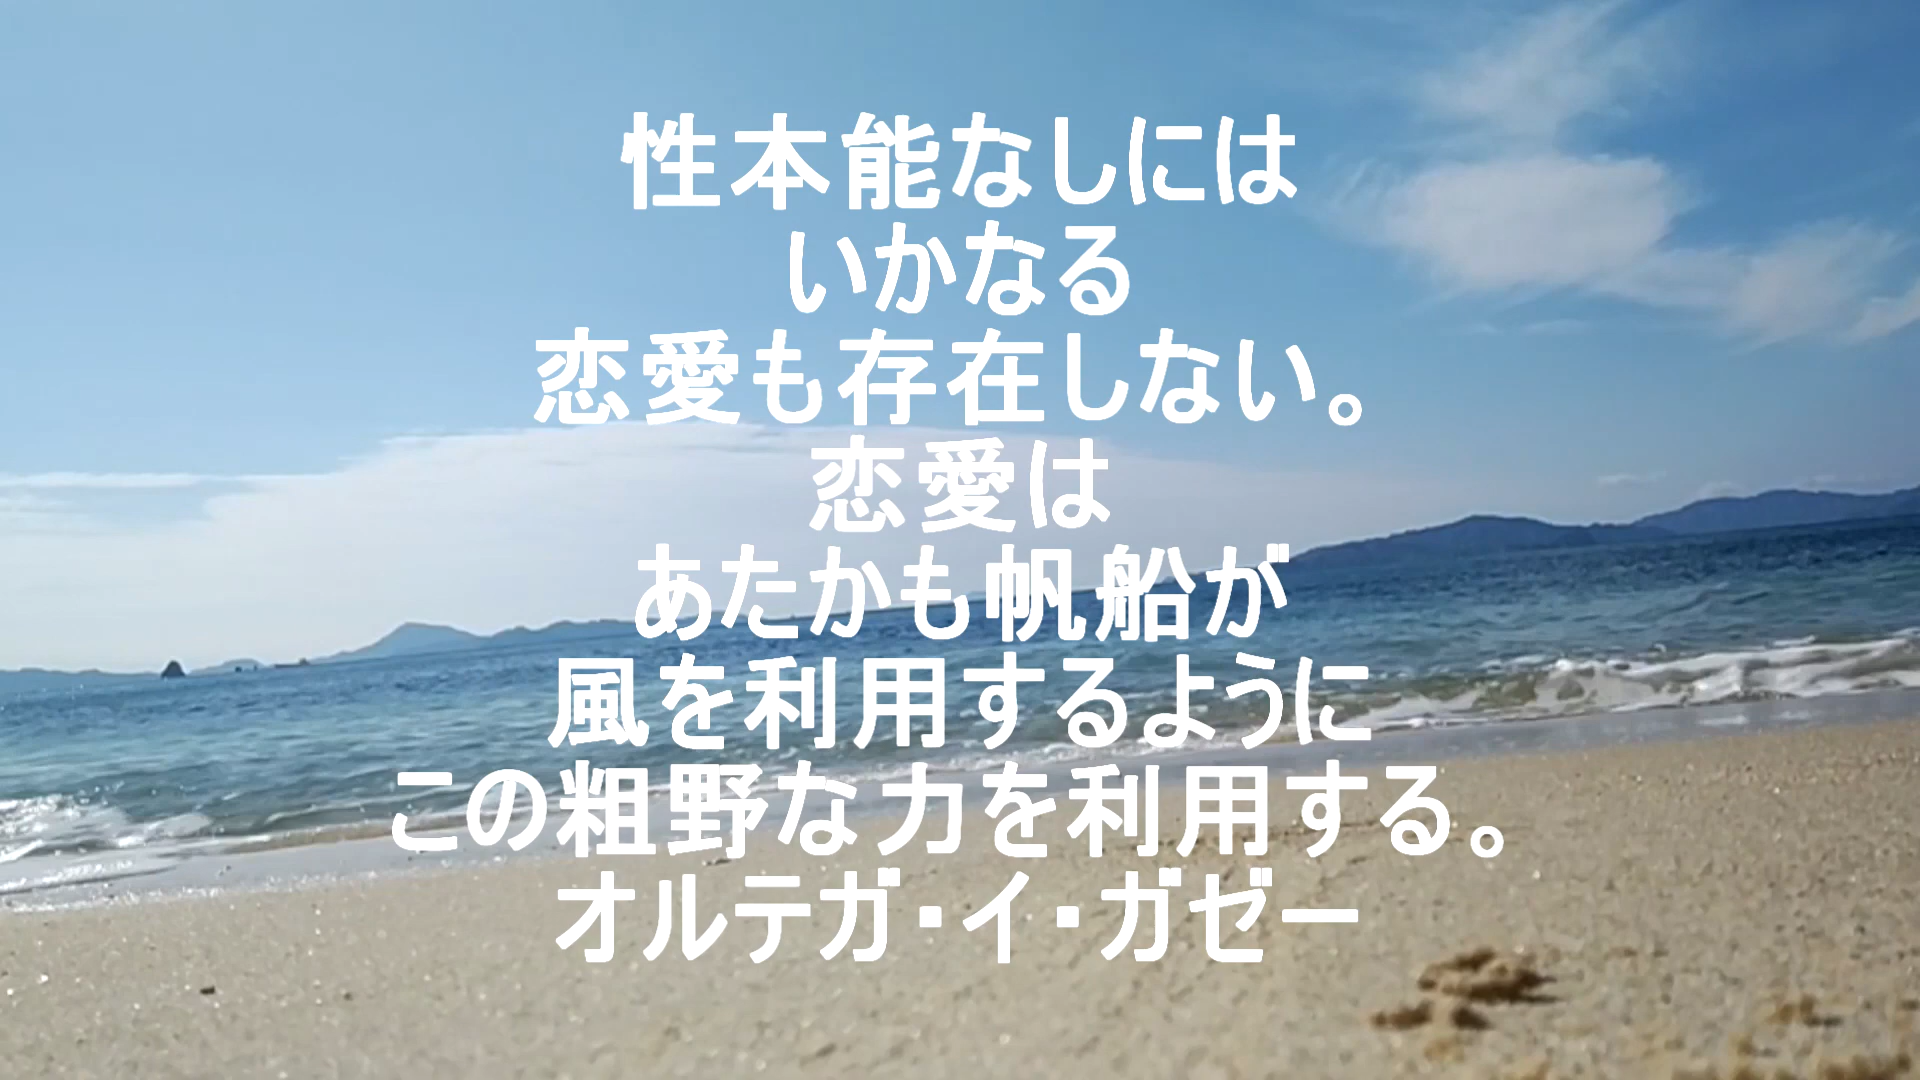 性本能なしには
いかなる
恋愛も存在しない。
恋愛は
あたかも帆船が
風を利用するように
この粗野な力を利用する。
オルテガ・イ・ガゼー